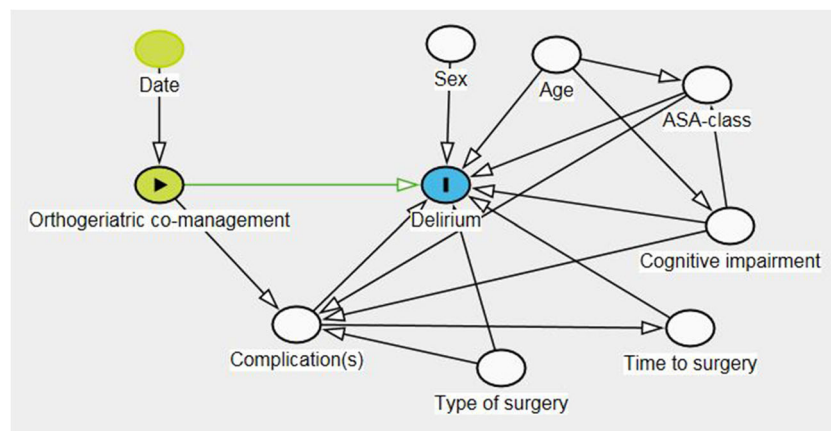 Date
Sex
Age
ASA-class
Orthogeriatric co-management
Delirium
Cognitive impairment
Complication(s)
Time to surgery
Type of surgery